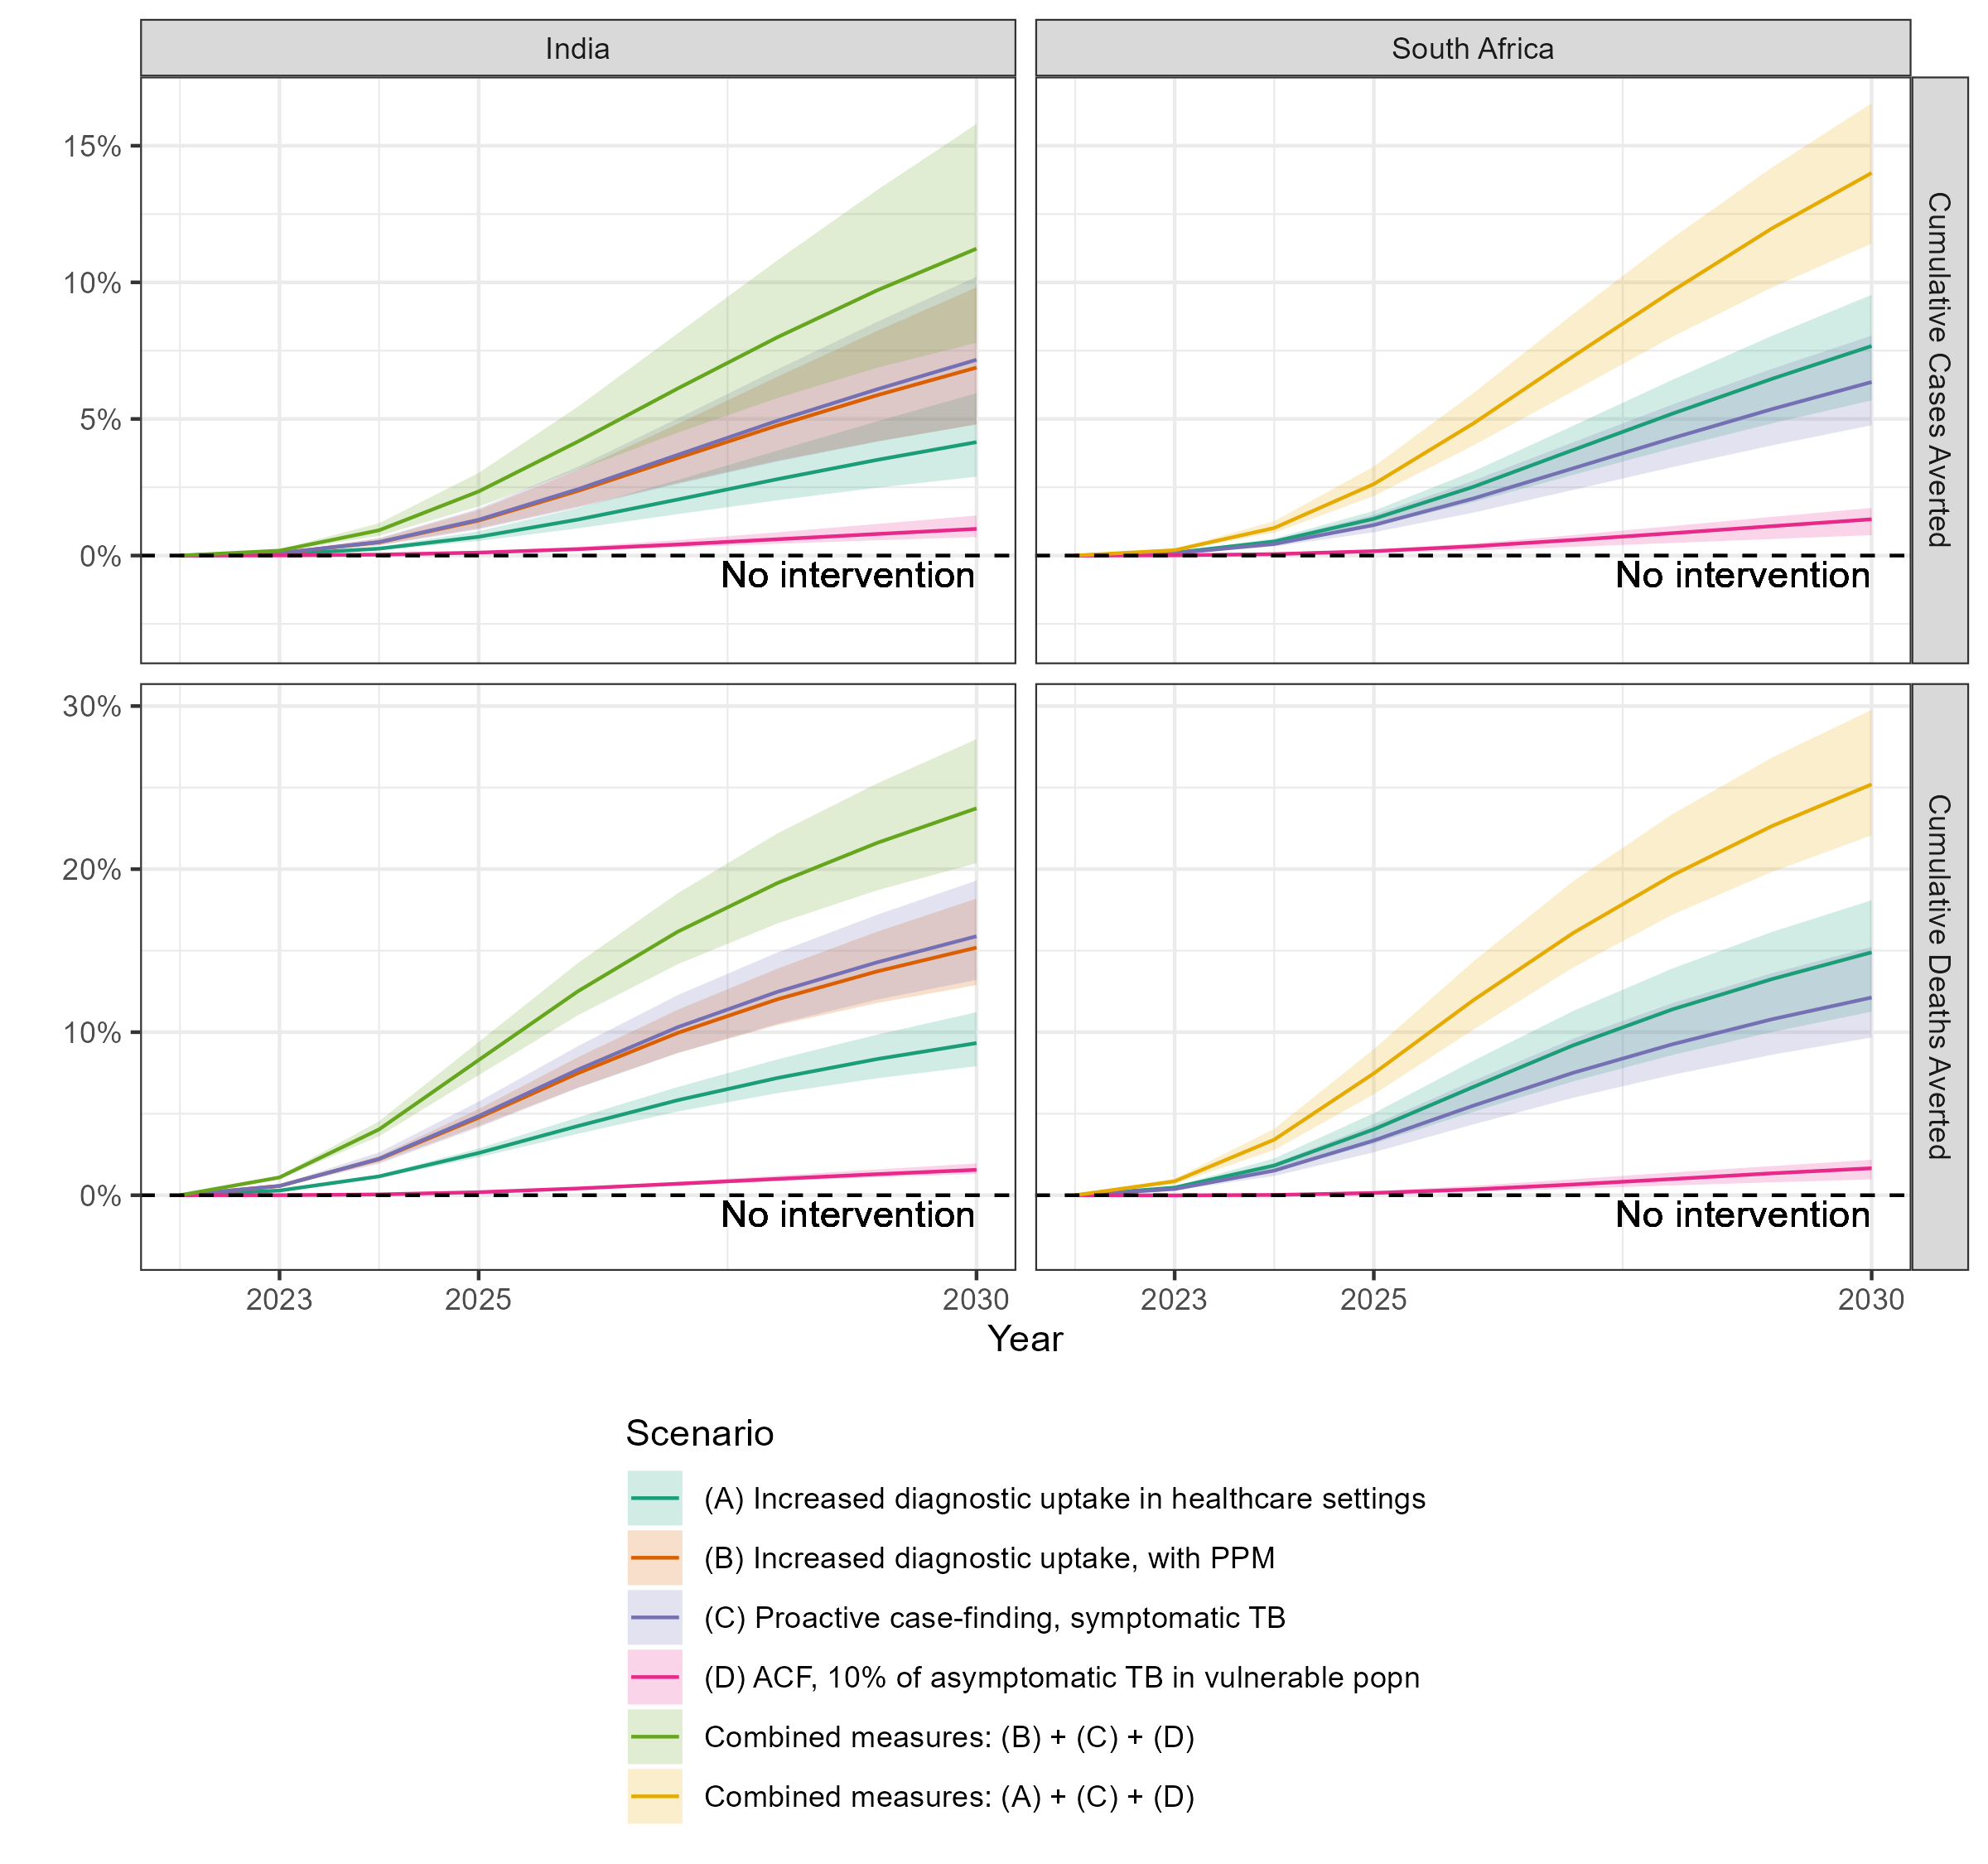 India
South Africa
15%
10%
5%
0%
No intervention
No intervention
Cumulative Cases Averted
30%
20%
10%
0%
No intervention
No intervention
Cumulative Deaths Averted
2023
2025
2030
2023
2025
2030
Year
Scenario
(A) Increased diagnostic uptake in healthcare settings
(B) Increased diagnostic uptake, with PPM
(C) Proactive case-finding, symptomatic TB
(D) ACF, 10% of asymptomatic TB in vulnerable popn
Combined measures: (B) + (C) + (D)
Combined measures: (A) + (C) + (D)